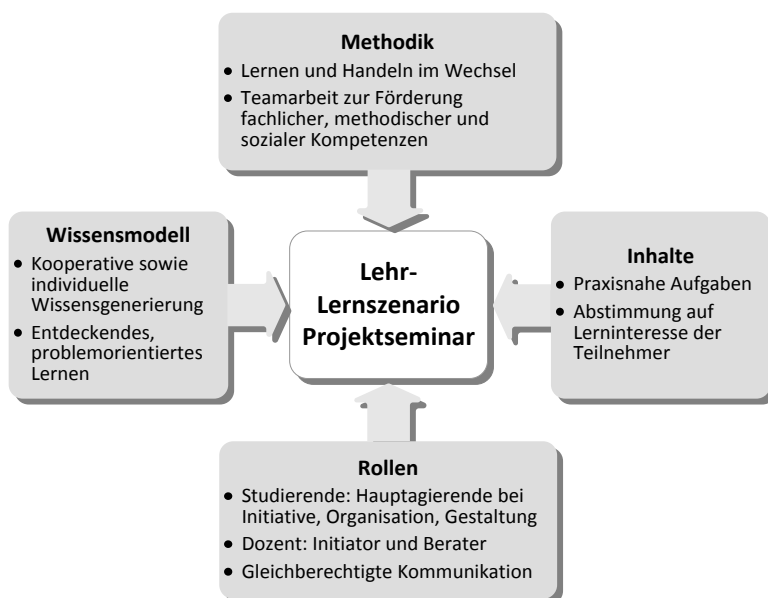 Methodik
• Lernen und Handeln im Wechsel
• Teamarbeit zur Förderung
fachlicher, methodischer und
sozialer Kompetenzen
Wissensmodell
• Kooperative sowie
individuelle
Wissensgenerierung
• Entdeckendes,
problemorientiertes
Lernen
Lehr-
Lernszenario
Projektseminar
Inhalte
• Praxisnahe Aufgaben
• Abstimmung auf
Lerninteresse der
Teilnehmer
Rollen
• Studierende: Hauptagierende bei
Initiative, Organisation, Gestaltung
• Dozent: Initiator und Berater
• Gleichberechtigte Kommunikation